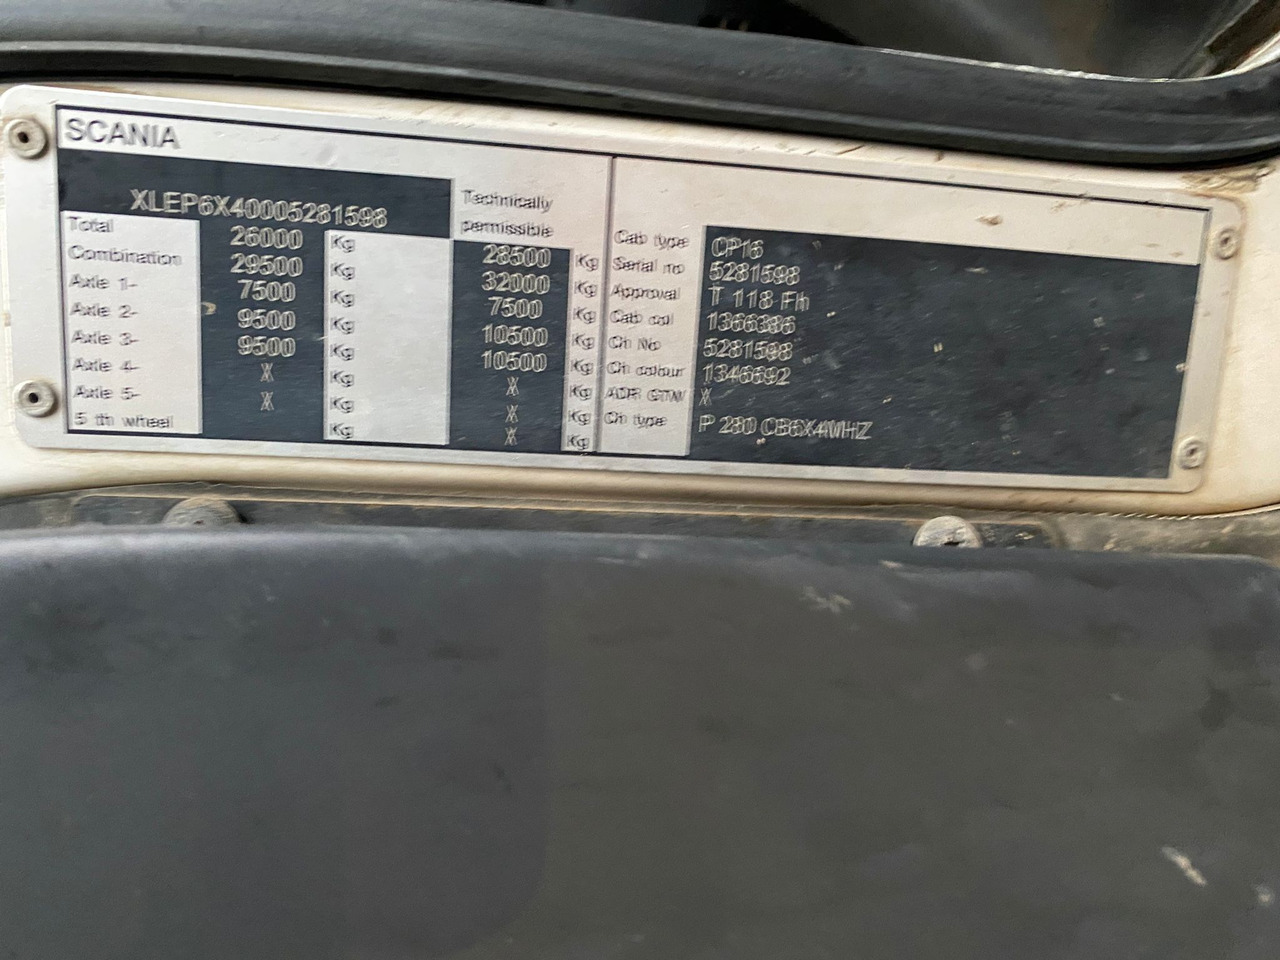 SCANIA
XLEP6X40005281598 Technically permissible
Total 26000 Kg 28500 Kg Cab type CP16
Combination 29500 Kg 32000 Kg Serial no 5281598
Axle 1- 7500 Kg 7500 Kg Approval T 118 Fh
Axle 2- 9500 Kg 10500 Kg Cab col 1366386
Axle 3- 9500 Kg 10500 Kg Ch No 5281598
Axle 4- X Kg X Kg Ch colour 1346692
Axle 5- X Kg X Kg ADR GTW X
5 th wheel Kg X Kg Ch type P 230 CB6X4MHZ